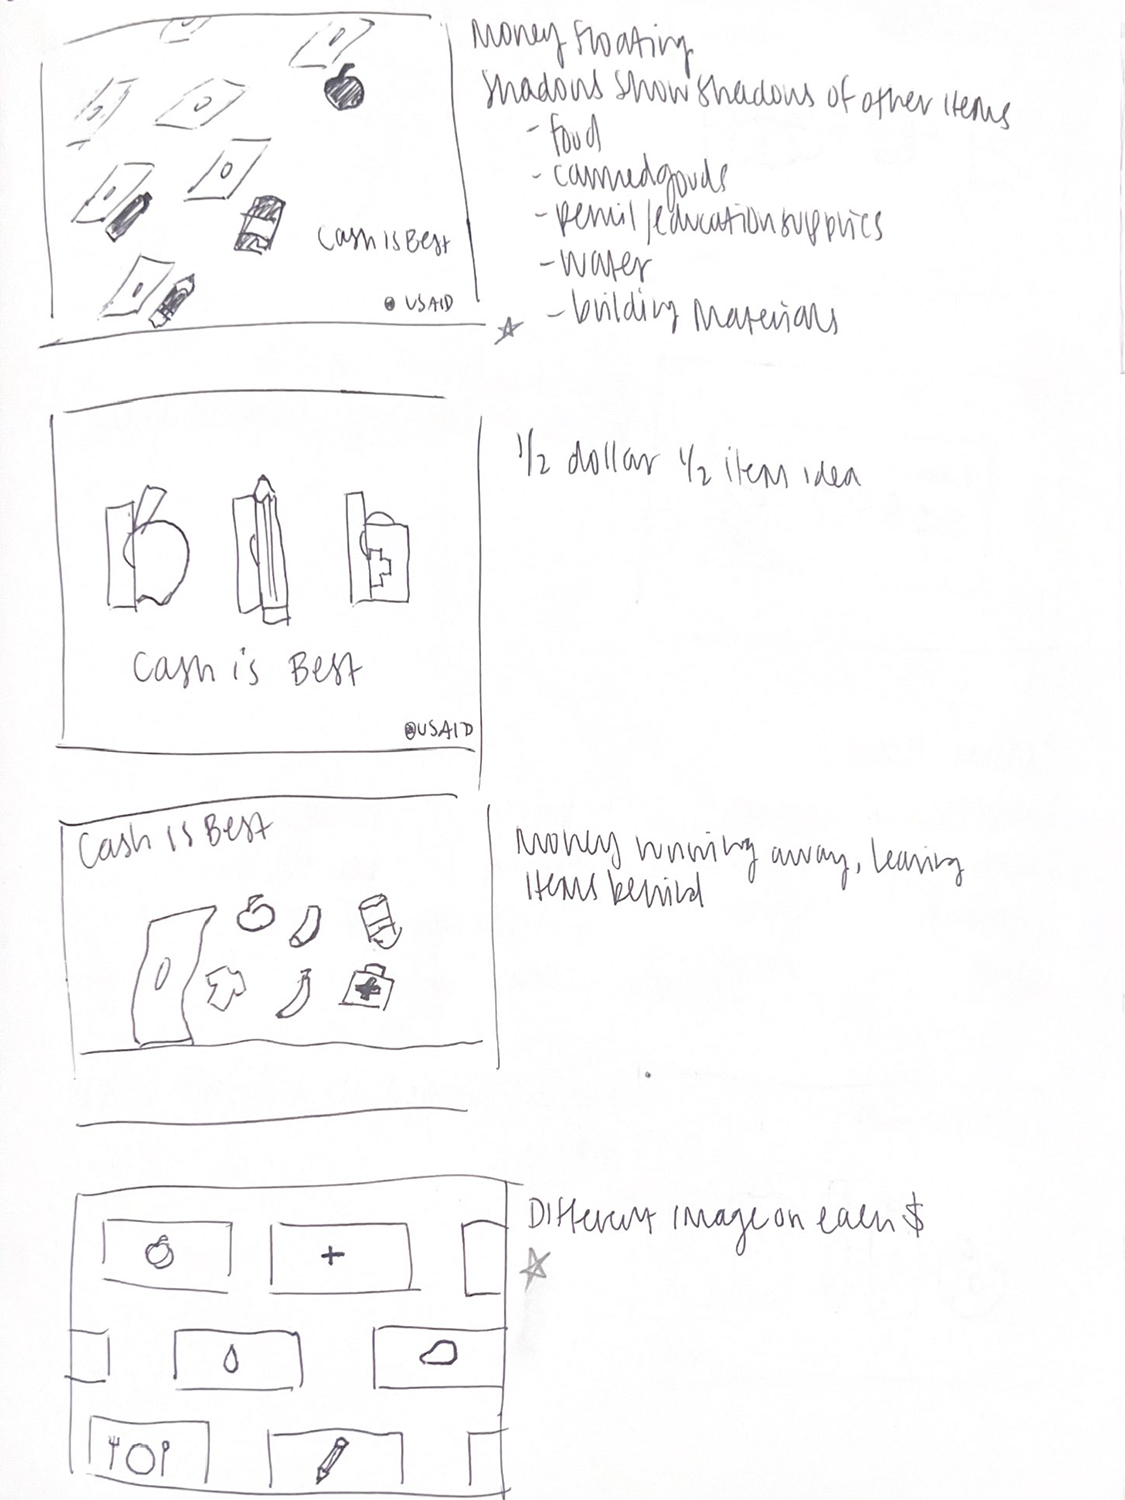 Money Floating
Shadows show shadows of other items
- food
- canned goods
- pencil/education supplies
- water
- building materials
Cash is Best
USAID
1/2 dollar 1/2 item idea
Cash is Best
@USAID
Cash is Best
Money running away, leaving
items behind
Different image on each $